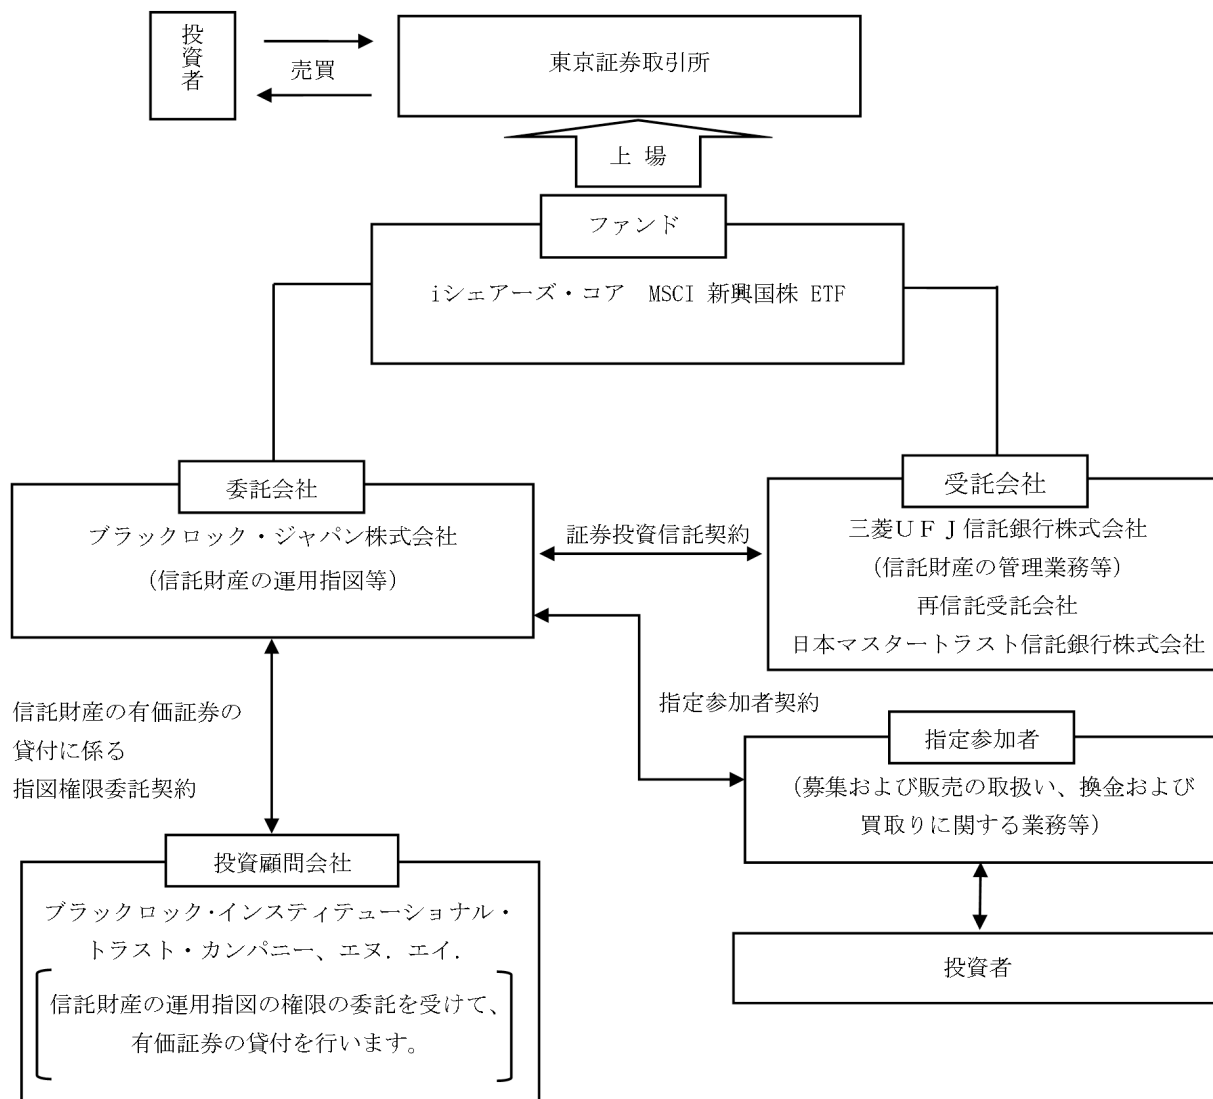 投資者
売買
東京証券取引所
上 場
ファンド
iシェアーズ・コア　MSCI 新興国株 ETF
委託会社
ブラックロック・ジャパン株式会社
（信託財産の運用指図等）
証券投資信託契約
受託会社
三菱ＵＦＪ信託銀行株式会社
（信託財産の管理業務等）
再信託受託会社
日本マスタートラスト信託銀行株式会社
信託財産の有価証券の
貸付に係る
指図権限委託契約
指定参加者契約
指定参加者
（募集および販売の取扱い、換金および
買取りに関する業務等）
投資顧問会社
ブラックロック・インスティテューショナル・
トラスト・カンパニー、エヌ．エイ．
信託財産の運用指図の権限の委託を受けて、
有価証券の貸付を行います。
投資者